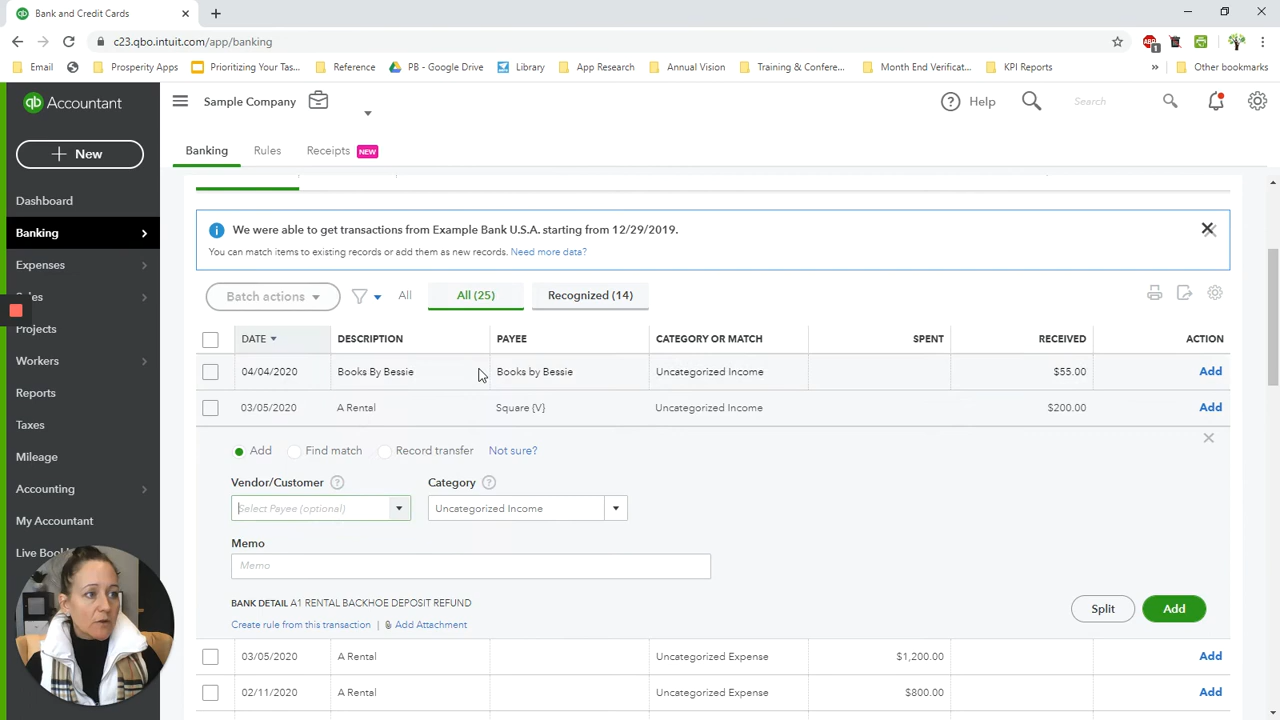 Bank and Credit Cards
c23.qbo.intuit.com/app/banking
Email Prosperity Apps Prioritizing Your Tas... Reference PB - Google Drive Library App Research Annual Vision Training & Confere... Month End Verificat... KPI Reports » Other bookmarks
qb Accountant Sample Company Help Search
+ New
Banking Rules Receipts NEW
Dashboard
Banking
Expenses
Sales
Projects
Workers
Reports
Taxes
Mileage
Accounting
My Accountant
We were able to get transactions from Example Bank U.S.A. starting from 12/29/2019.
You can match items to existing records or add them as new records. Need more data?
Batch actions All All (25) Recognized (14)
DATE DESCRIPTION PAYEE CATEGORY OR MATCH SPENT RECEIVED ACTION
04/04/2020 Books By Bessie Books by Bessie Uncategorized Income $55.00 Add
03/05/2020 A Rental Square {V} Uncategorized Income $200.00 Add
Add Find match Record transfer Not sure?
Vendor/Customer Category
Select Payee (optional) Uncategorized Income
Memo
Memo
BANK DETAIL A1 RENTAL BACKHOE DEPOSIT REFUND
Create rule from this transaction | Add Attachment
Split Add
03/05/2020 A Rental Uncategorized Expense $1,200.00 Add
02/11/2020 A Rental Uncategorized Expense $800.00 Add